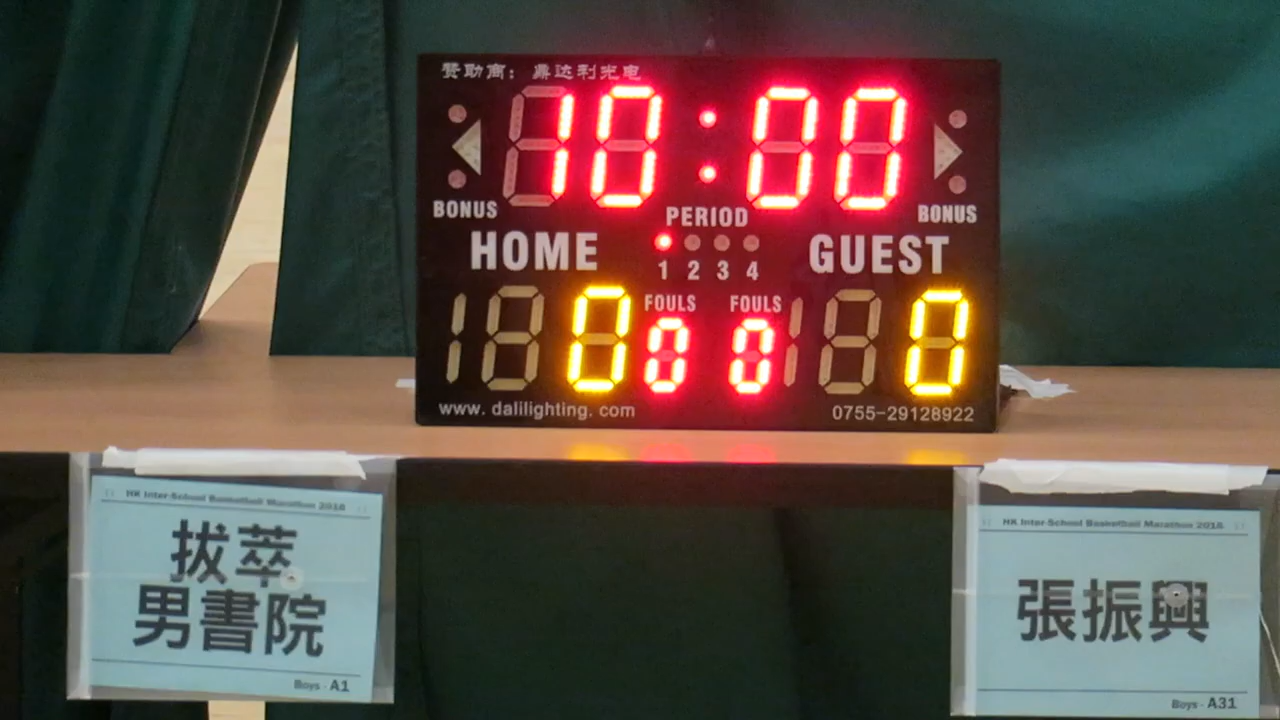 赞助商：鼎达利光电
10:00
BONUS
PERIOD
BONUS
HOME
GUEST
1 2 3 4
FOULS
FOULS
0
0
0
0
www.dalilighting.com
0755-29128922
HK Inter-School Basketball Marathon 2018
拔萃
男書院
Boys - A1
HK Inter-School Basketball Marathon 2018
張振興
Boys - A31